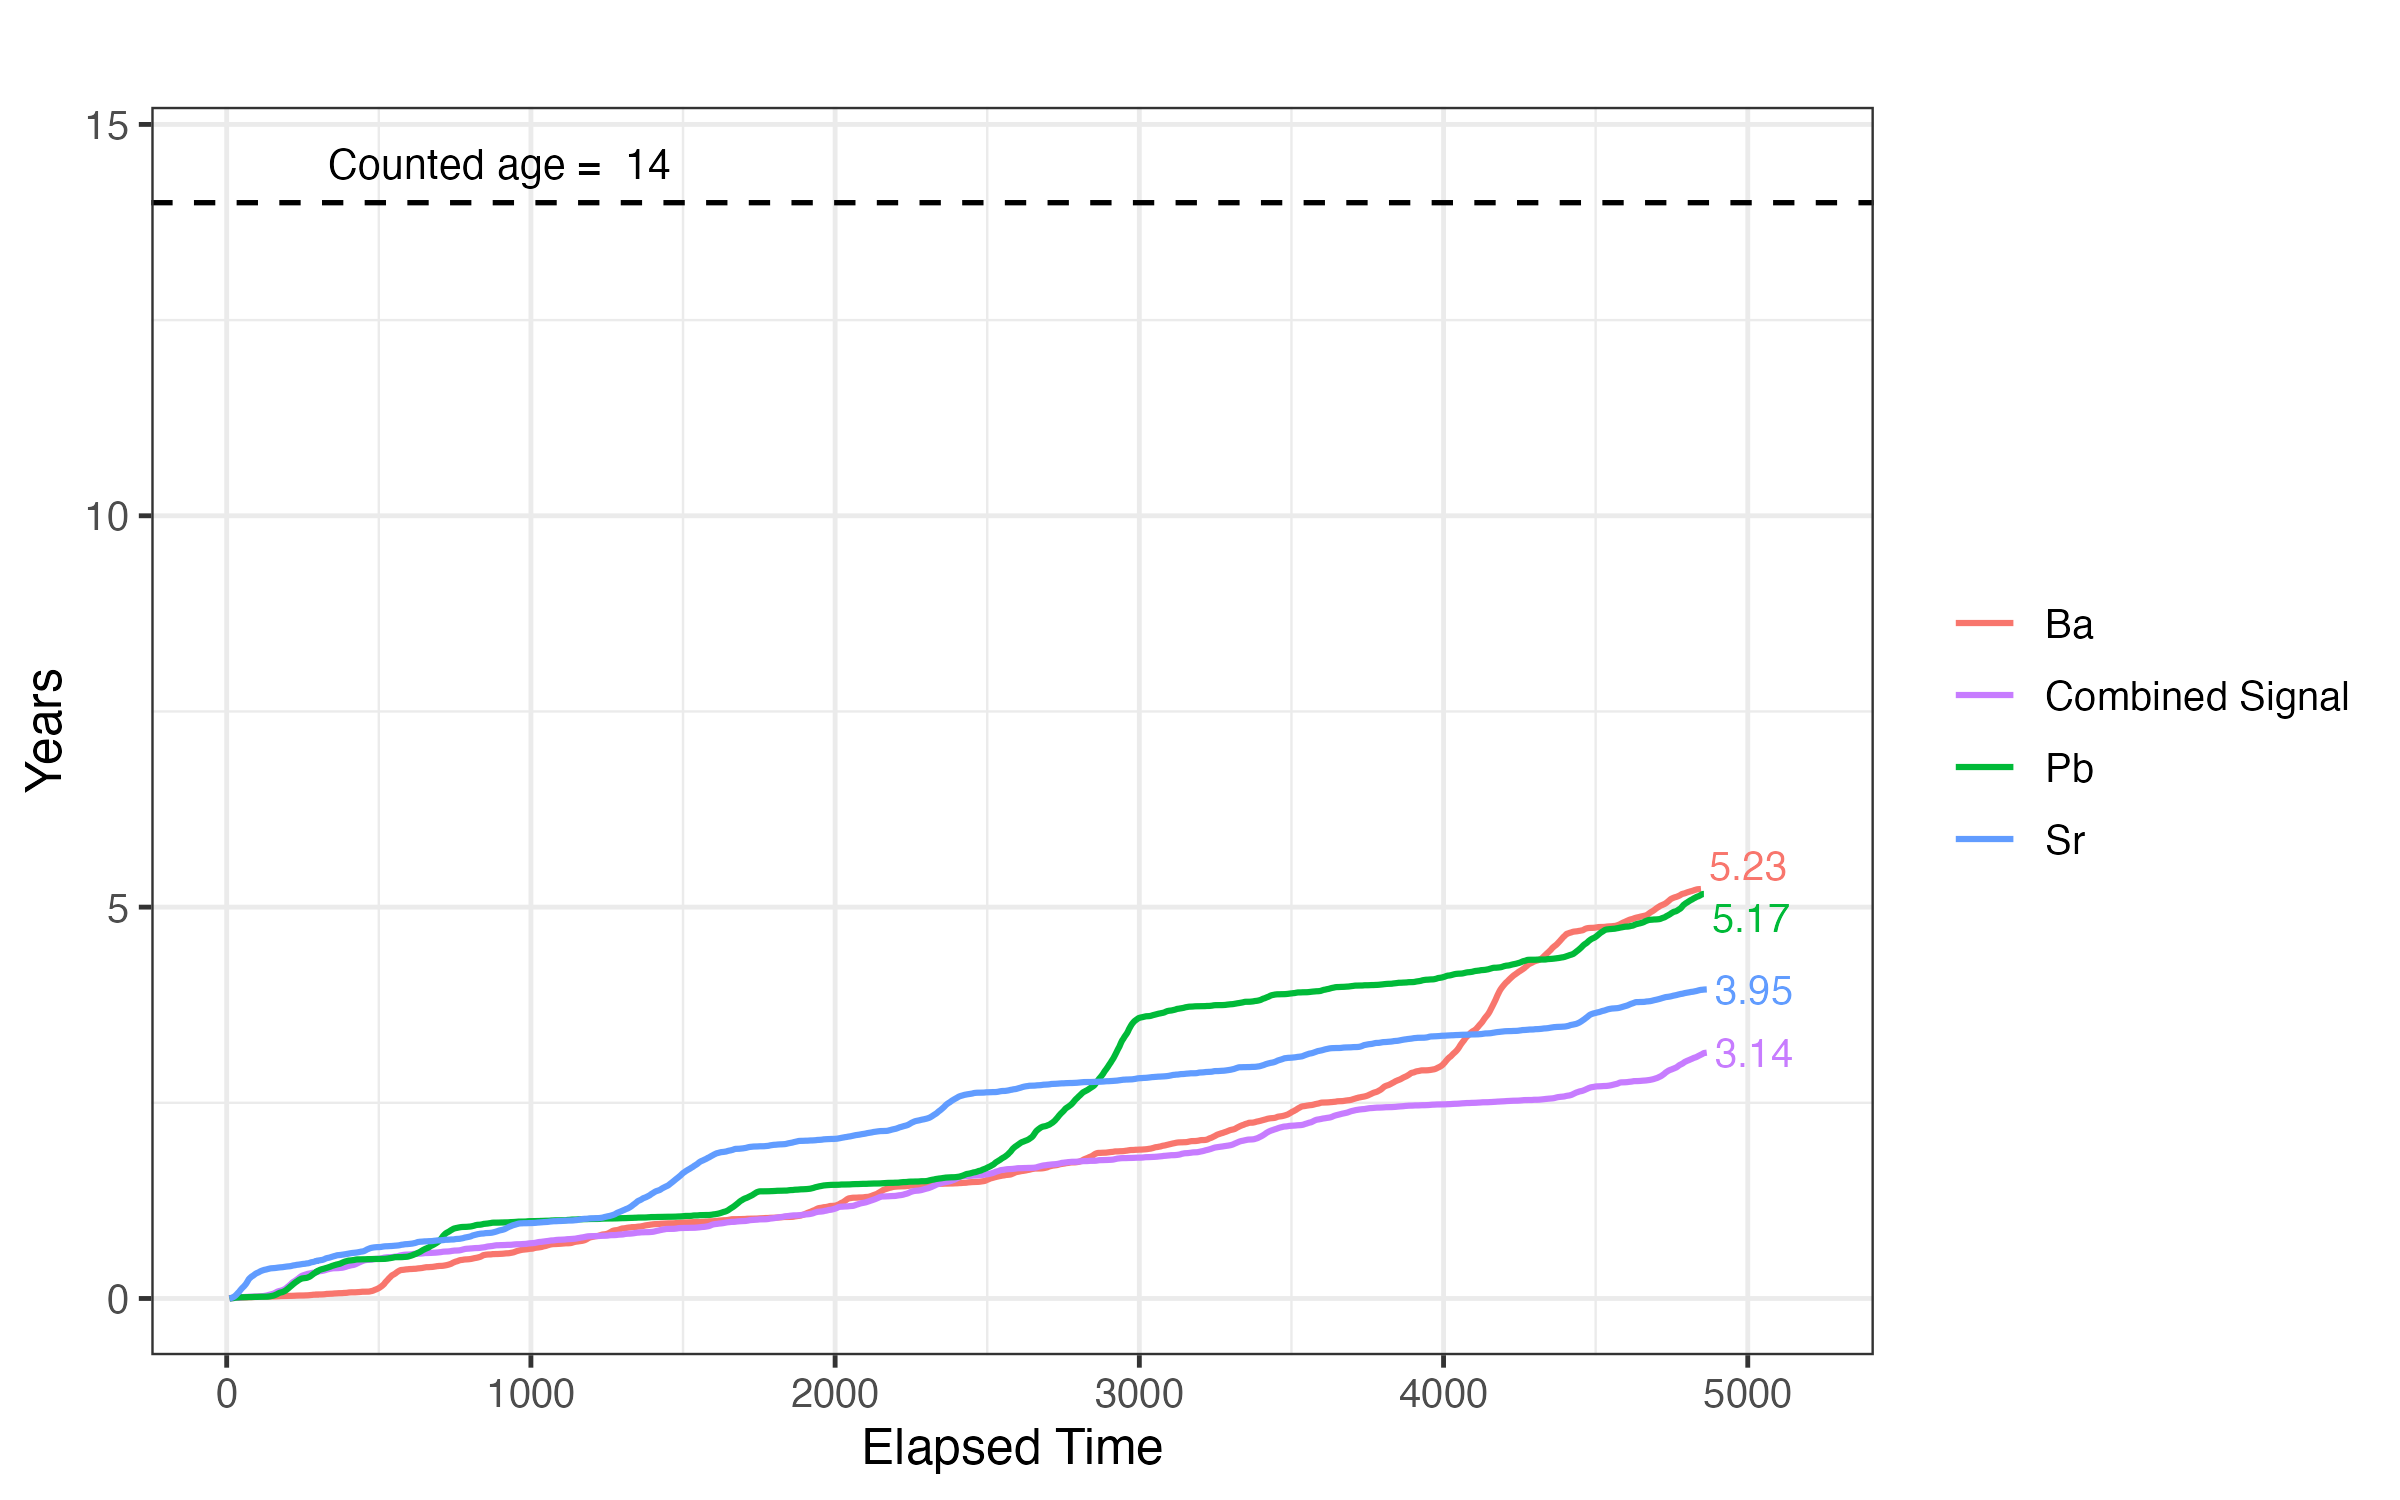 15
Counted age =  14
10
5
0
5.23
5.17
3.95
3.14
0 1000 2000 3000 4000 5000
Elapsed Time
Years
Ba
Combined Signal
Pb
Sr